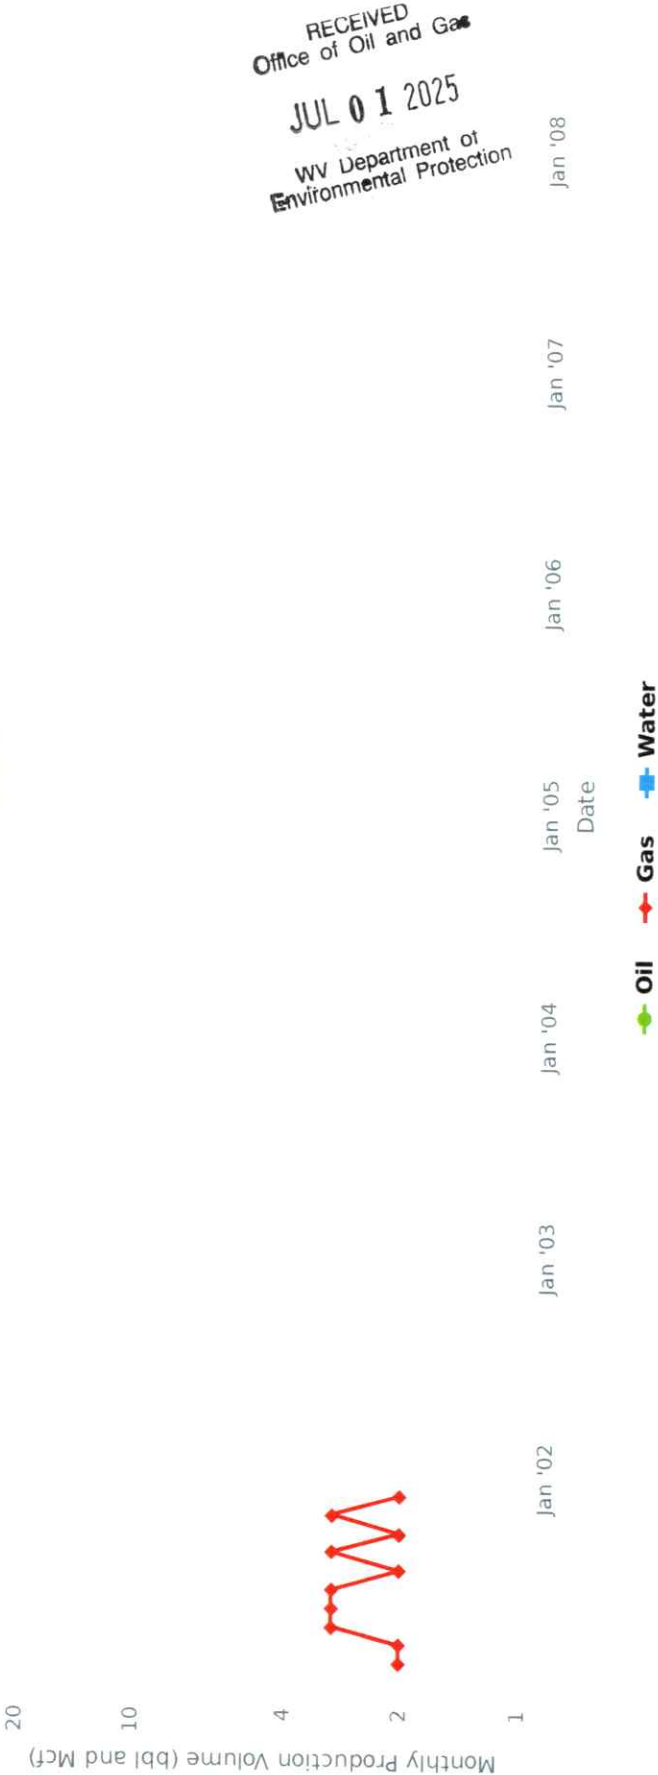 RECEIVED
Office of Oil and Gas
JUL 01 2025
WV Department of
Environmental Protection
20
10
4
2
1
Monthly Production Volume (bbl and Mcf)
Jan '02
Jan '03
Jan '04
Jan '05
Jan '06
Jan '07
Jan '08
Date
Oil
Gas
Water